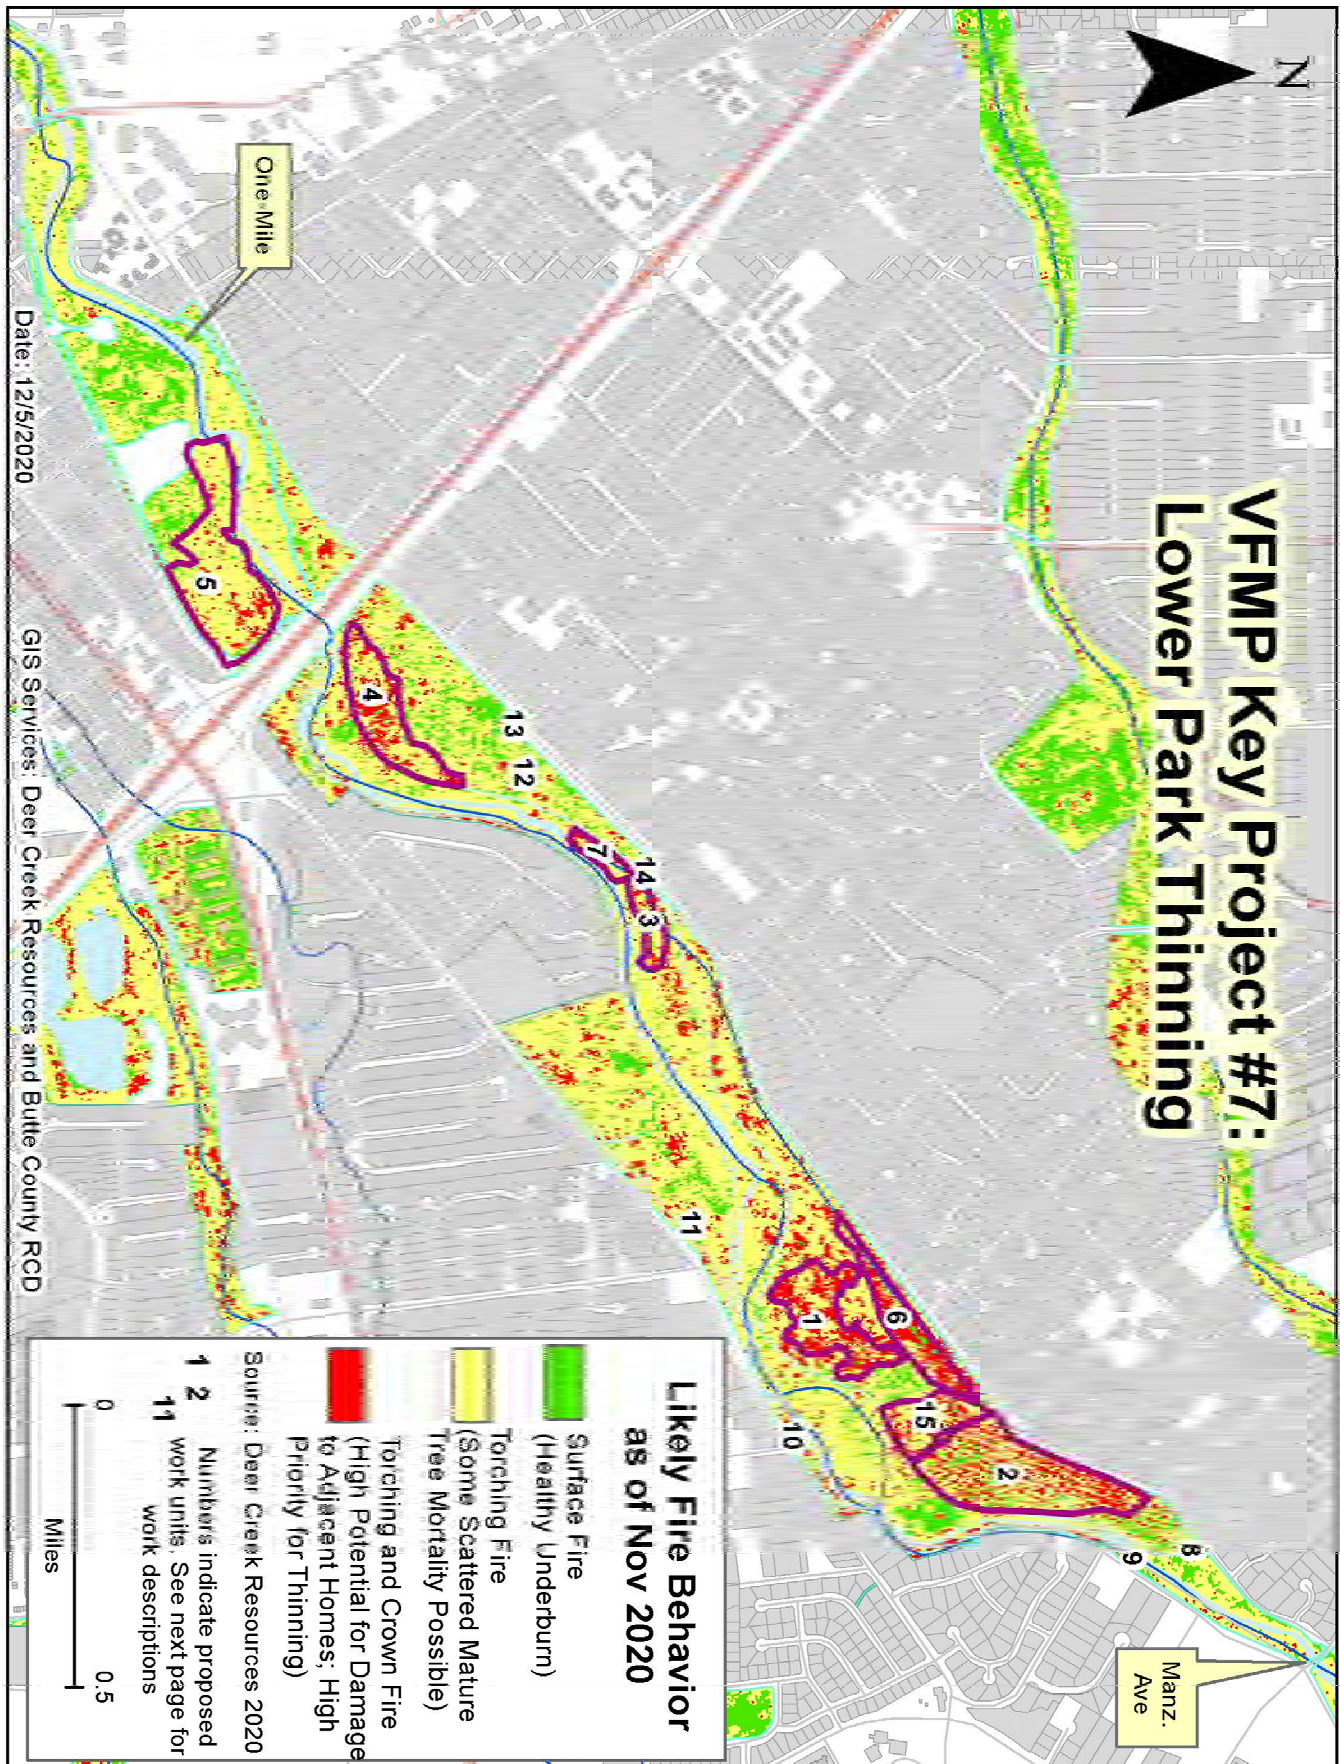 N
VFMP Key Project #7:
Lower Park Thinning
One-Mile
Manz.
Ave
8
9
2
15
6
1
10
11
3
14
7
12
13
4
5
Likely Fire Behavior
as of Nov 2020
Surface Fire
(Healthy Underburn)
Torching Fire
(Some Scattered Mature
Tree Mortality Possible)
Torching and Crown Fire
(High Potential for Damage
to Adjacent Homes; High
Priority for Thinning)
Source: Deer Creek Resources 2020
1 2 11
Numbers indicate proposed
work units. See next page for
work descriptions
0 0.5
Miles
Date: 12/5/2020
GIS Services: Deer Creek Resources and Butte County RCD